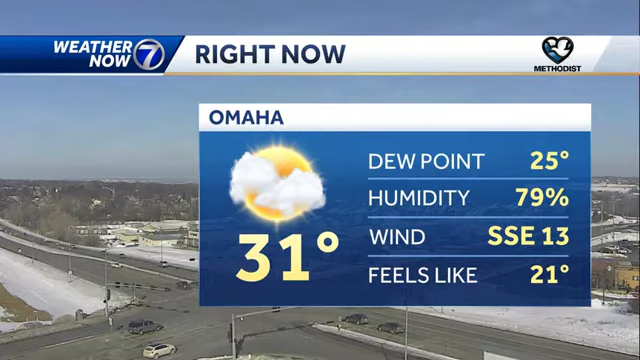 WEATHER NOW 7
RIGHT NOW
METHODIST
OMAHA
31°
DEW POINT 25°
HUMIDITY 79%
WIND SSE 13
FEELS LIKE 21°